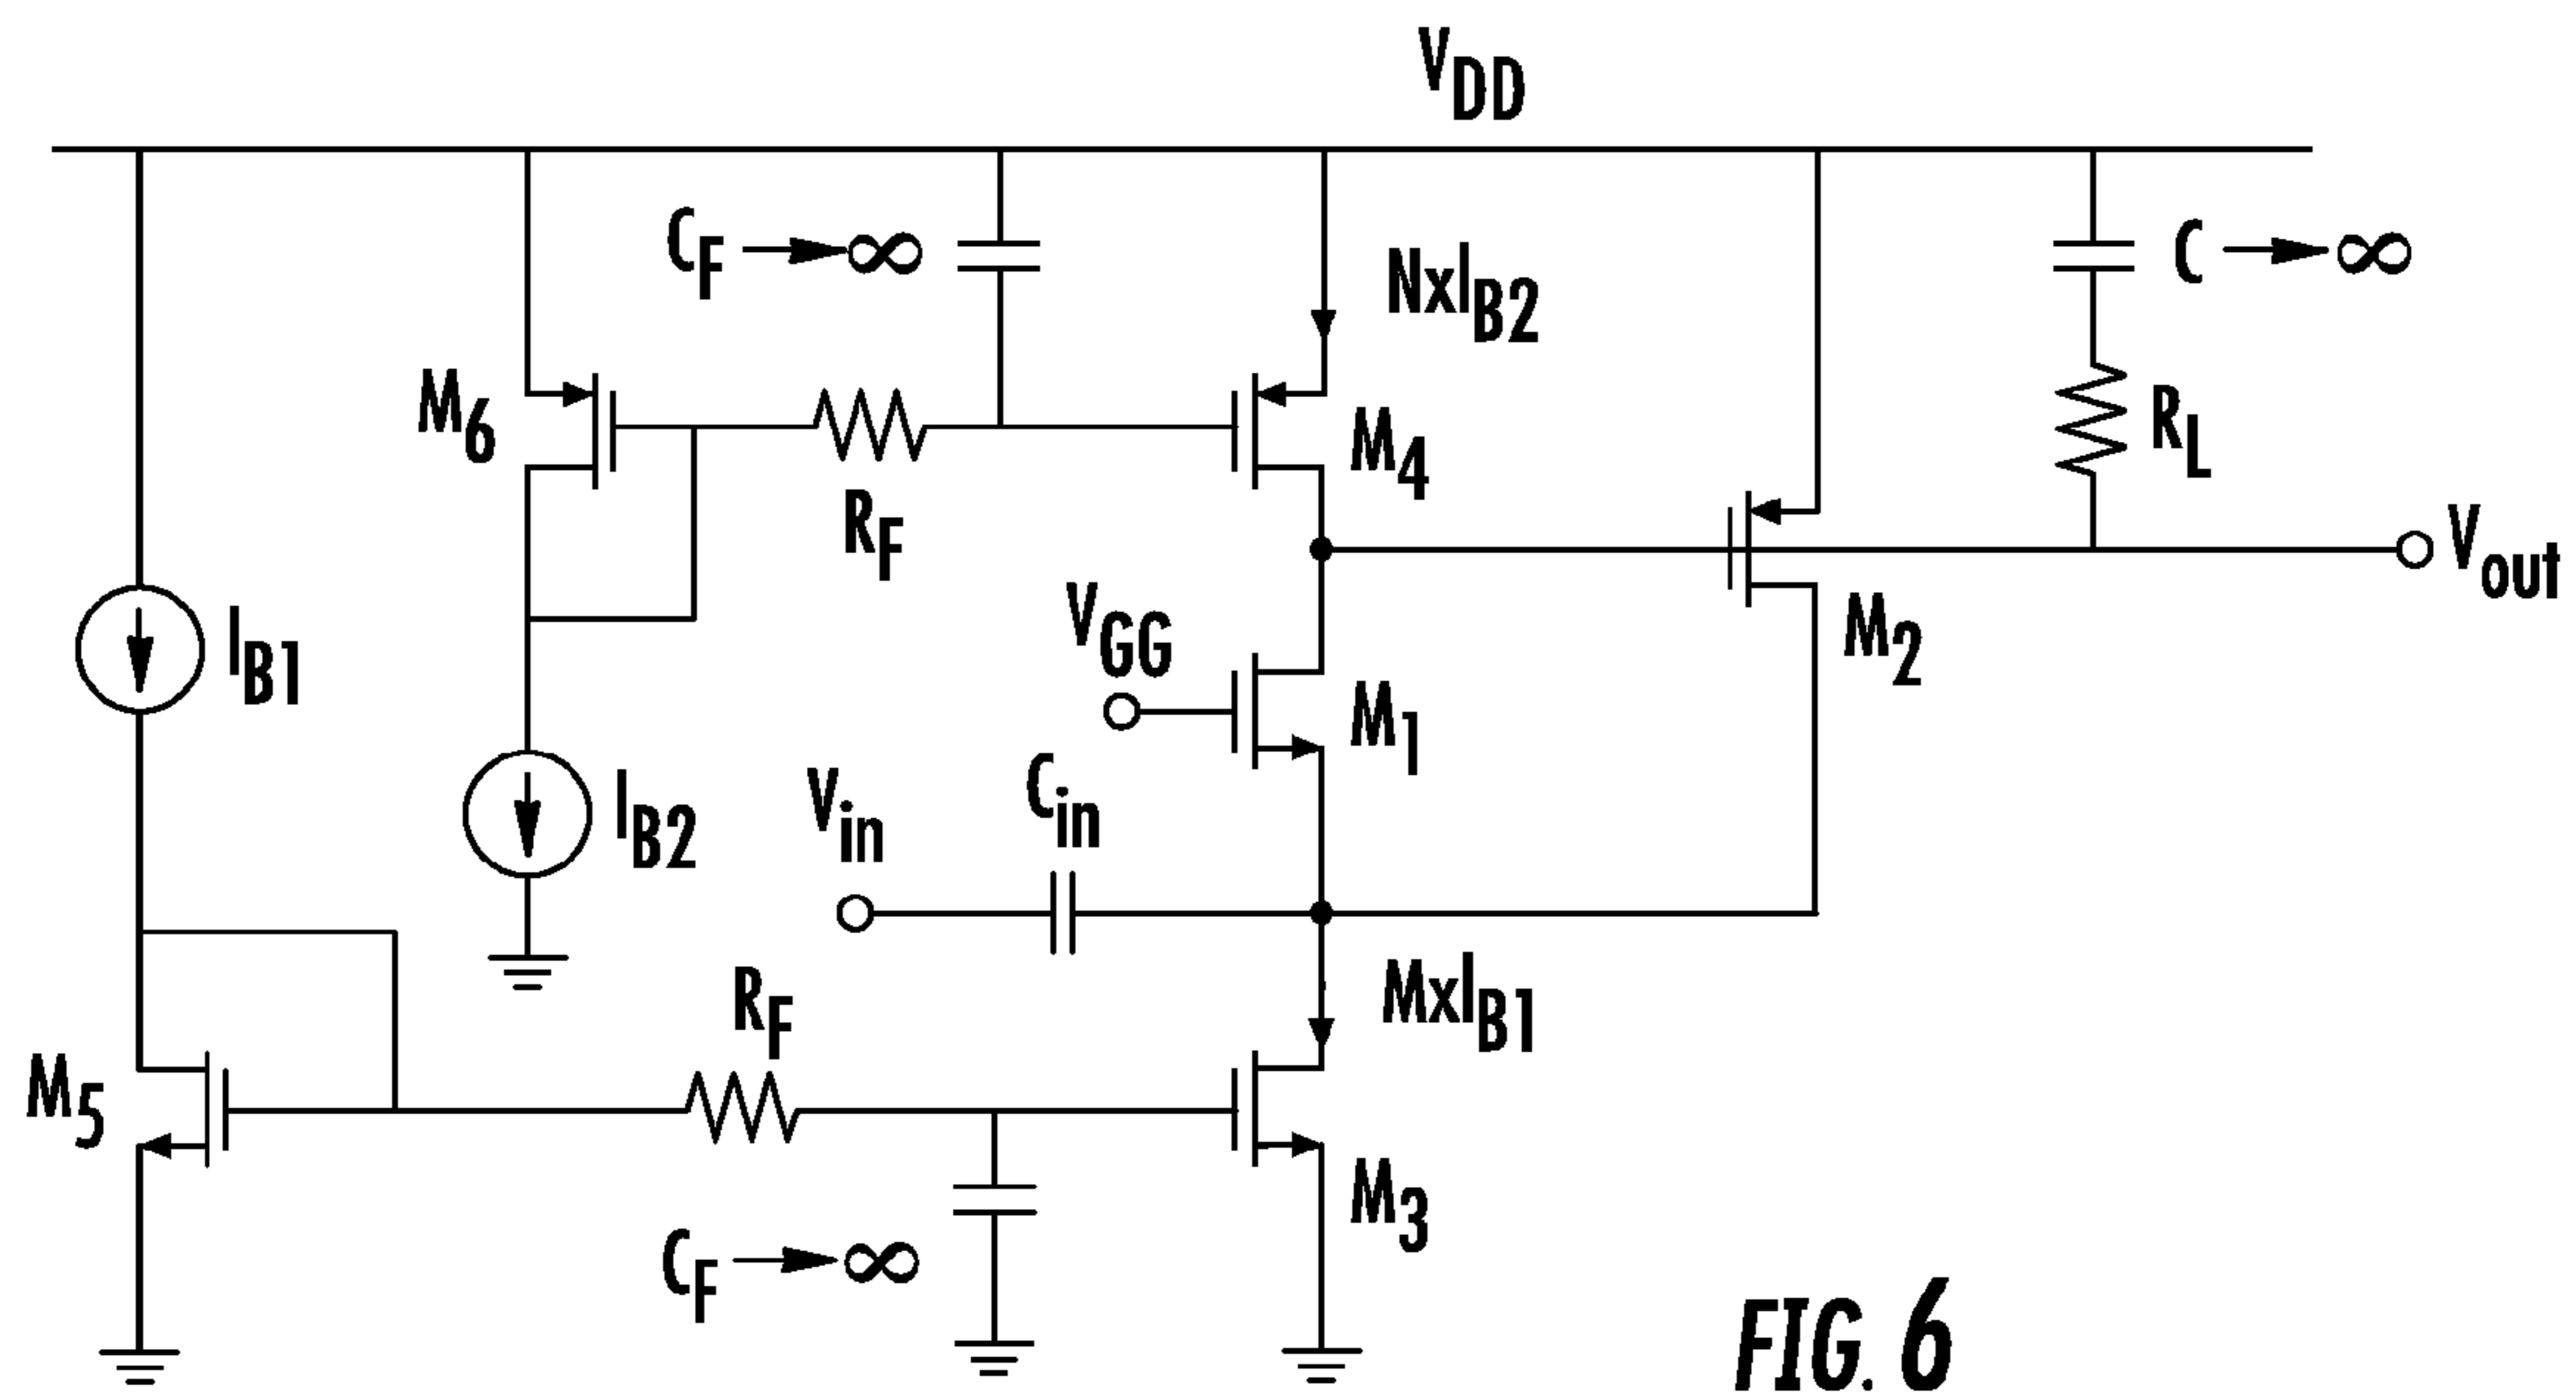 VDD
CF → ∞
NxIB2
C → ∞
M6
M4
RL
RF
Vout
VGG
M2
IB1
M1
Cin
Vin
IB2
RF
MxIB1
M5
M3
CF → ∞
FIG. 6